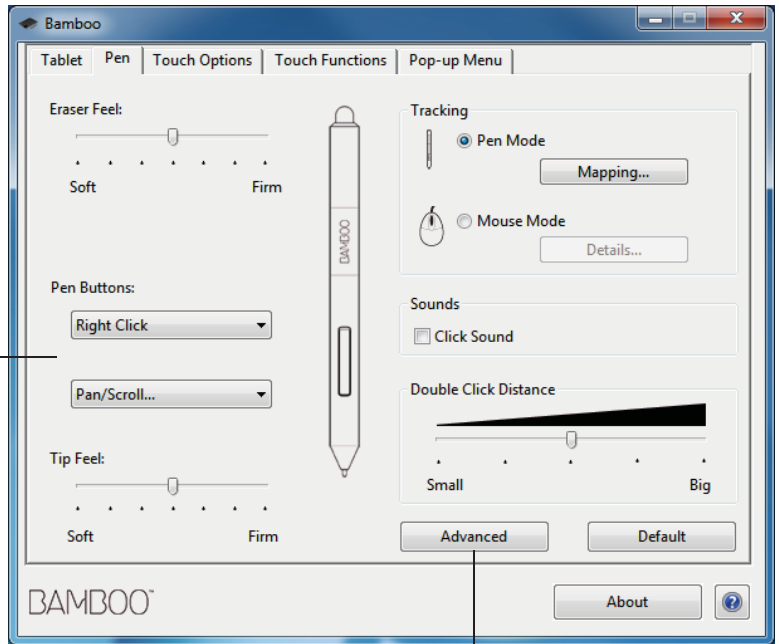 Bamboo
Tablet Pen Touch Options Touch Functions Pop-up Menu
Eraser Feel:
Soft Firm
Pen Buttons:
Right Click
Pan/Scroll...
Tip Feel:
Soft Firm
BAMBOO
Tracking
Pen Mode
Mapping...
Mouse Mode
Details...
Sounds
Click Sound
Double Click Distance
Small Big
Advanced Default
BAMBOO™ About ?